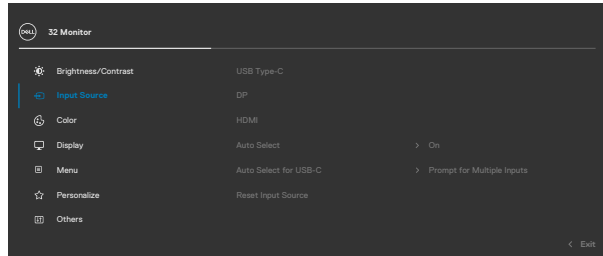 DELL 32 Monitor
Brightness/Contrast USB Type-C
Input Source DP
Color HDMI
Display Auto Select > On
Menu Auto Select for USB-C > Prompt for Multiple Inputs
Personalize Reset Input Source
Others
< Exit